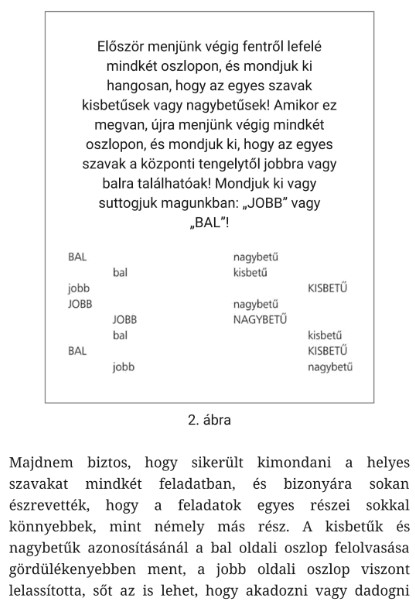 Először menjünk végig fentről lefelé
mindkét oszlopon, és mondjuk ki
hangosan, hogy az egyes szavak
kisbetűsek vagy nagybetűsek! Amikor ez
megvan, újra menjünk végig mindkét
oszlopon, és mondjuk ki, hogy az egyes
szavak a központi tengelytől jobbra vagy
balra találhatóak! Mondjuk ki vagy
suttogjuk magunkban: „JOBB” vagy
„BAL”!
BAL nagybetű
bal kisbetű
jobb KISBETŰ
JOBB nagybetű
JOBB NAGYBETŰ
bal kisbetű
BAL KISBETŰ
jobb nagybetű
2. ábra
Majdnem biztos, hogy sikerült kimondani a helyes
szavakat mindkét feladatban, és bizonyára sokan
észrevették, hogy a feladatok egyes részei sokkal
könnyebbek, mint némely más rész. A kisbetűk és
nagybetűk azonosításánál a bal oldali oszlop felolvasása
gördülékenyebben ment, a jobb oldali oszlop viszont
lelassította, sőt az is lehet, hogy akadozni vagy dadogni